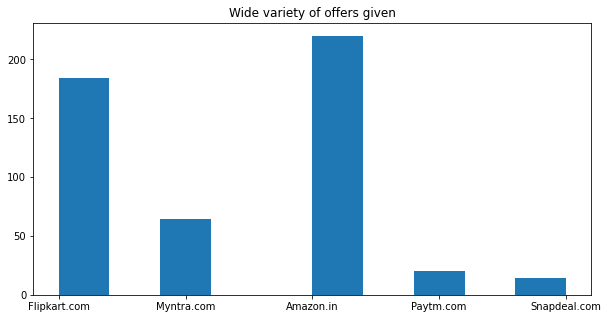 Wide variety of offers given
200
150
100
50
0
Flipkart.com Myntra.com Amazon.in Paytm.com Snapdeal.com